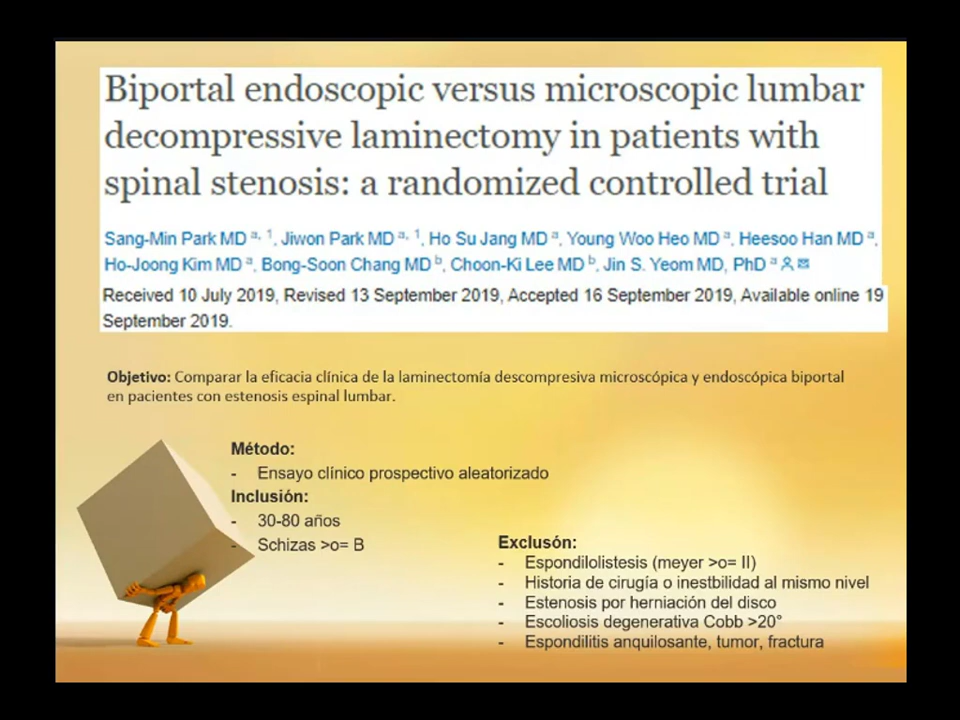 Biportal endoscopic versus microscopic lumbar
decompressive laminectomy in patients with
spinal stenosis: a randomized controlled trial
Sang-Min Park MD a, 1, Jiwon Park MD a, 1, Ho Su Jang MD a, Young Woo Heo MD a, Heesoo Han MD a,
Ho-Joong Kim MD a, Bong-Soon Chang MD b, Choon-Ki Lee MD b, Jin S. Yeom MD, PhD a
Received 10 July 2019, Revised 13 September 2019, Accepted 16 September 2019, Available online 19
September 2019.
Objetivo: Comparar la eficacia clínica de la laminectomía descompresiva microscópica y endoscópica biportal
en pacientes con estenosis espinal lumbar.
Método:
- Ensayo clínico prospectivo aleatorizado
Inclusión:
- 30-80 años
- Schizas >o= B
Exclusón:
- Espondilolistesis (meyer >o= II)
- Historia de cirugía o inestbilidad al mismo nivel
- Estenosis por herniación del disco
- Escoliosis degenerativa Cobb >20°
- Espondilitis anquilosante, tumor, fractura